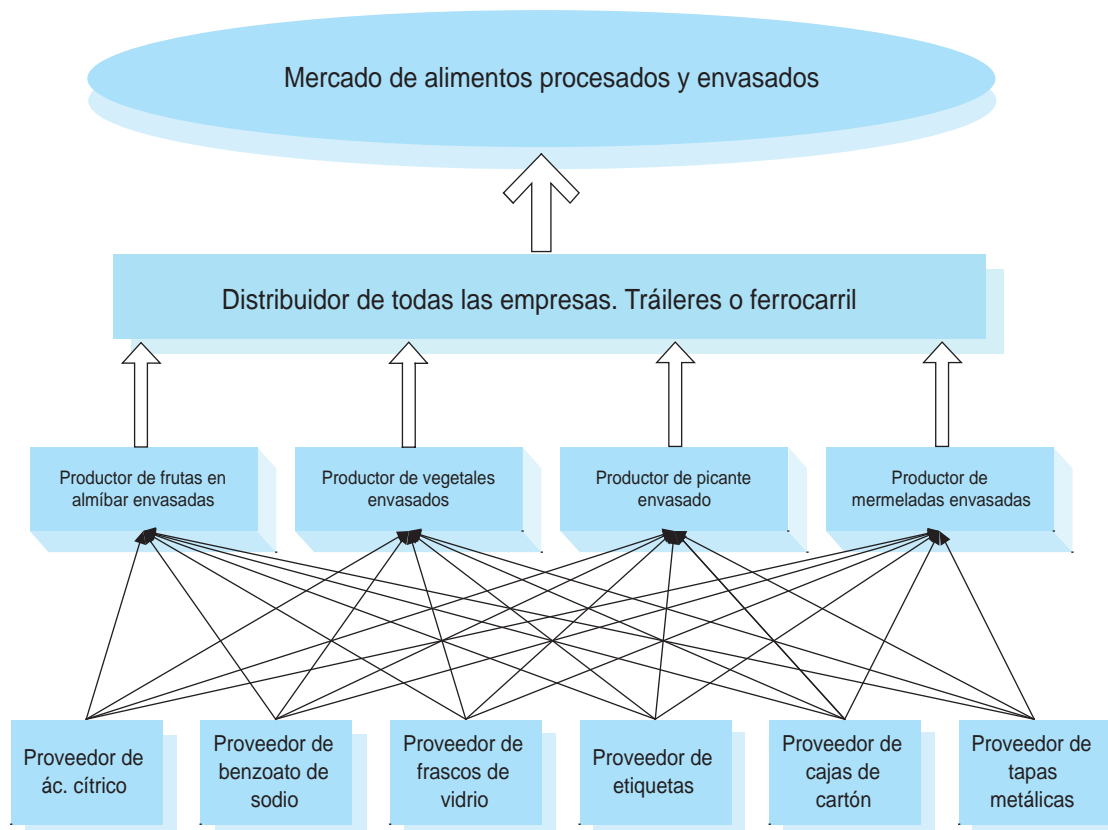 Mercado de alimentos procesados y envasados
Distribuidor de todas las empresas. Tráileres o ferrocarril
Productor de frutas en
almíbar envasadas
Productor de vegetales
envasados
Productor de picante
envasado
Productor de
mermeladas envasadas
Proveedor de
ác. cítrico
Proveedor de
benzoato de
sodio
Proveedor de
frascos de
vidrio
Proveedor de
etiquetas
Proveedor de
cajas de
cartón
Proveedor de
tapas
metálicas